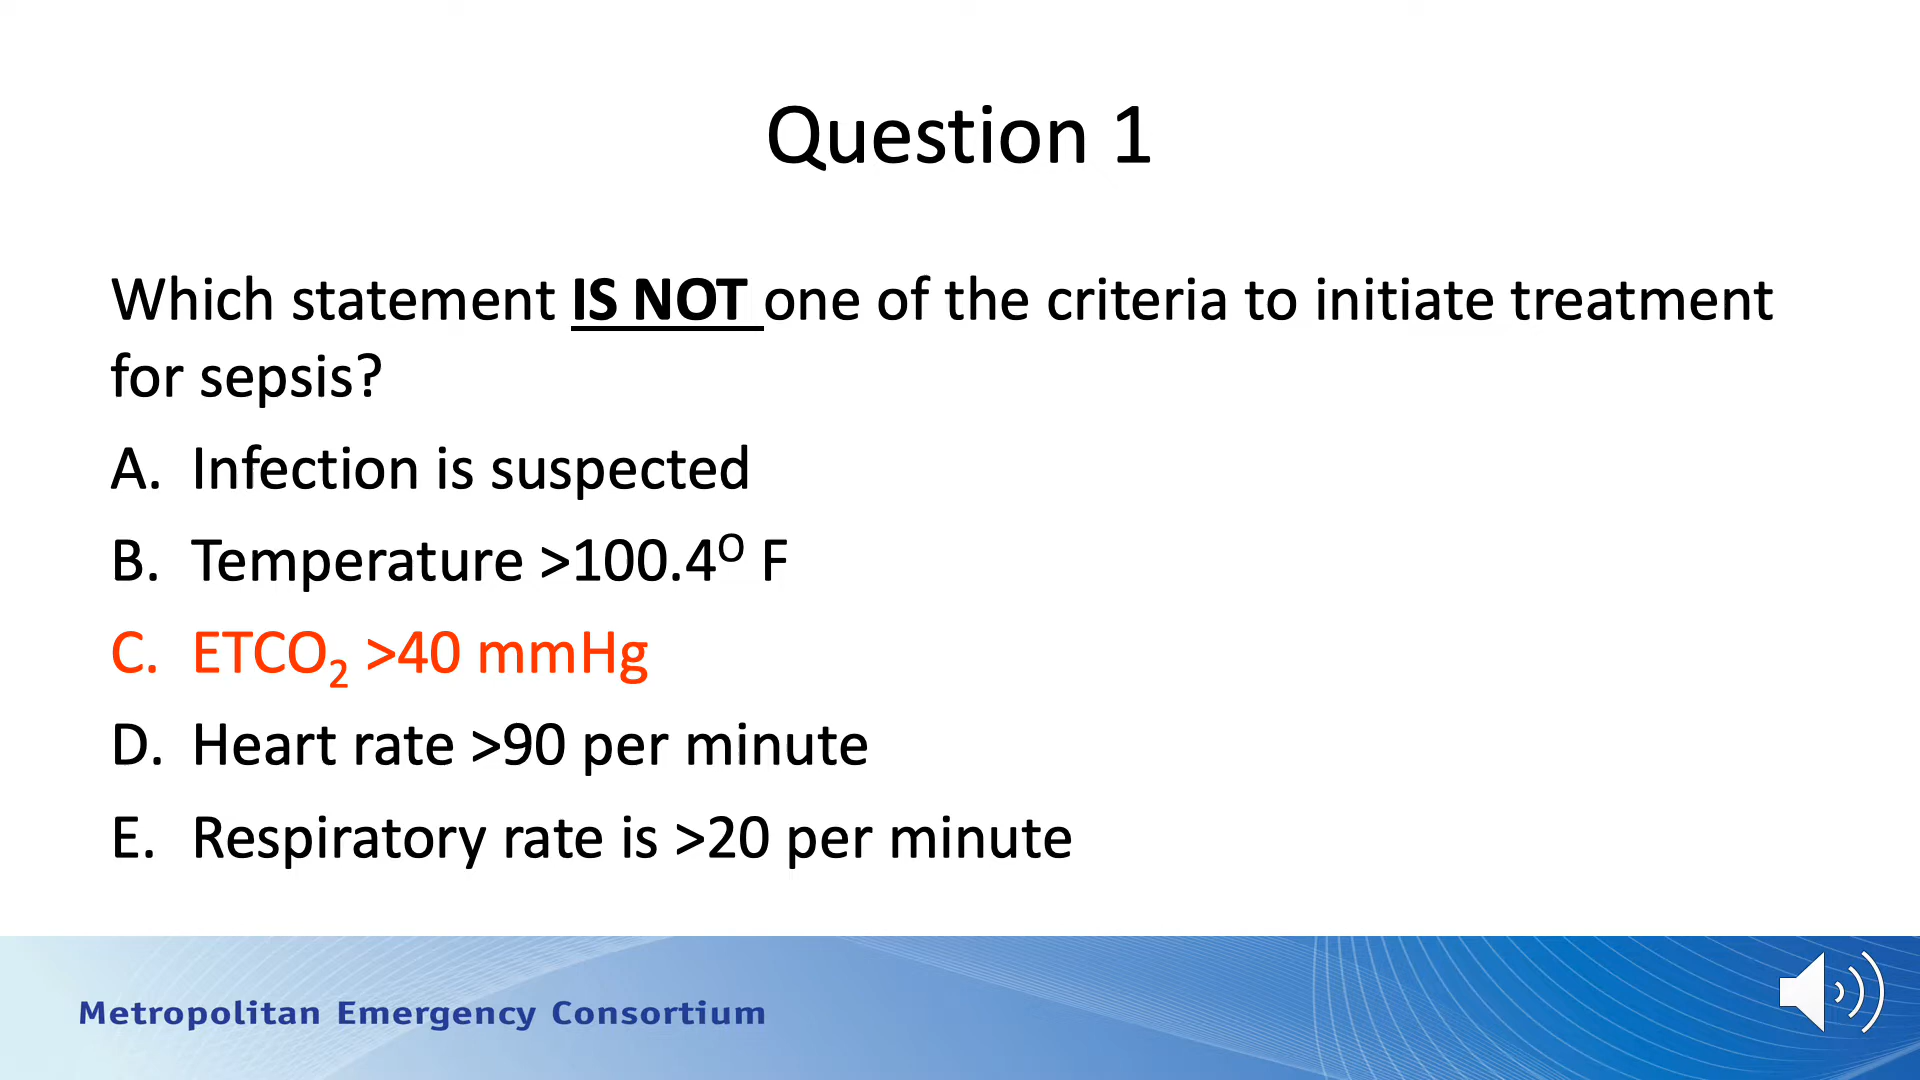 Question 1
Which statement IS NOT one of the criteria to initiate treatment
for sepsis?
A. Infection is suspected
B. Temperature >100.4ᴼ F
C. ETCO₂ >40 mmHg
D. Heart rate >90 per minute
E. Respiratory rate is >20 per minute
Metropolitan Emergency Consortium